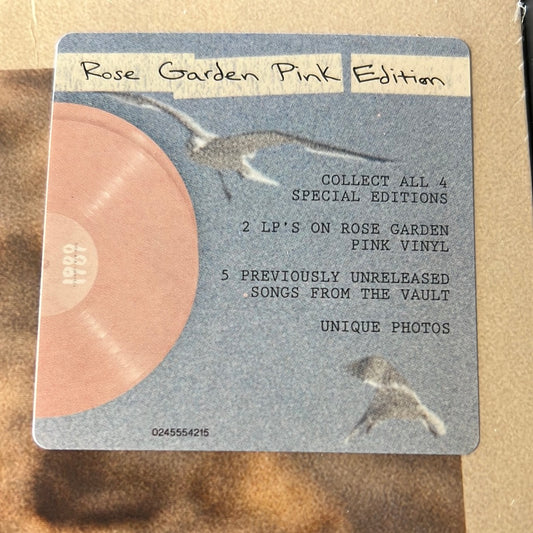 Rose Garden Pink Edition
COLLECT ALL 4
SPECIAL EDITIONS
2 LP'S ON ROSE GARDEN
PINK VINYL
5 PREVIOUSLY UNRELEASED
SONGS FROM THE VAULT
UNIQUE PHOTOS
1989
0245554215